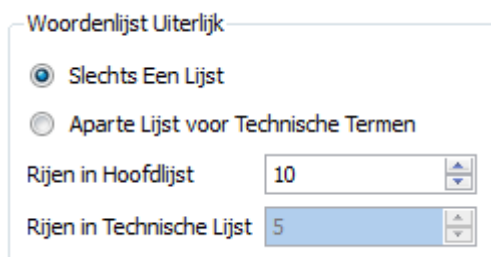 Woordenlijst Uiterlijk
Slechts Een Lijst
Aparte Lijst voor Technische Termen
Rijen in Hoofdlijst 10
Rijen in Technische Lijst 5